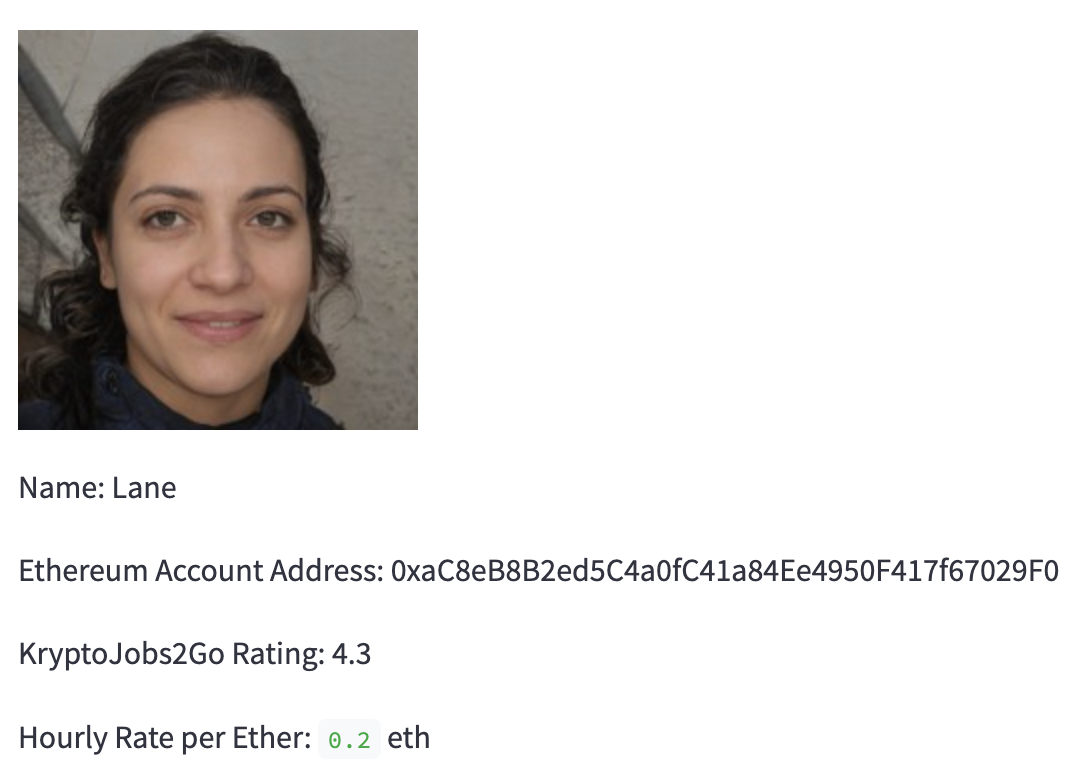 Name: Lane
Ethereum Account Address: 0xaC8eB8B2ed5C4a0fC41a84Ee4950F417f67029F0
KryptoJobs2Go Rating: 4.3
Hourly Rate per Ether: 0.2 eth